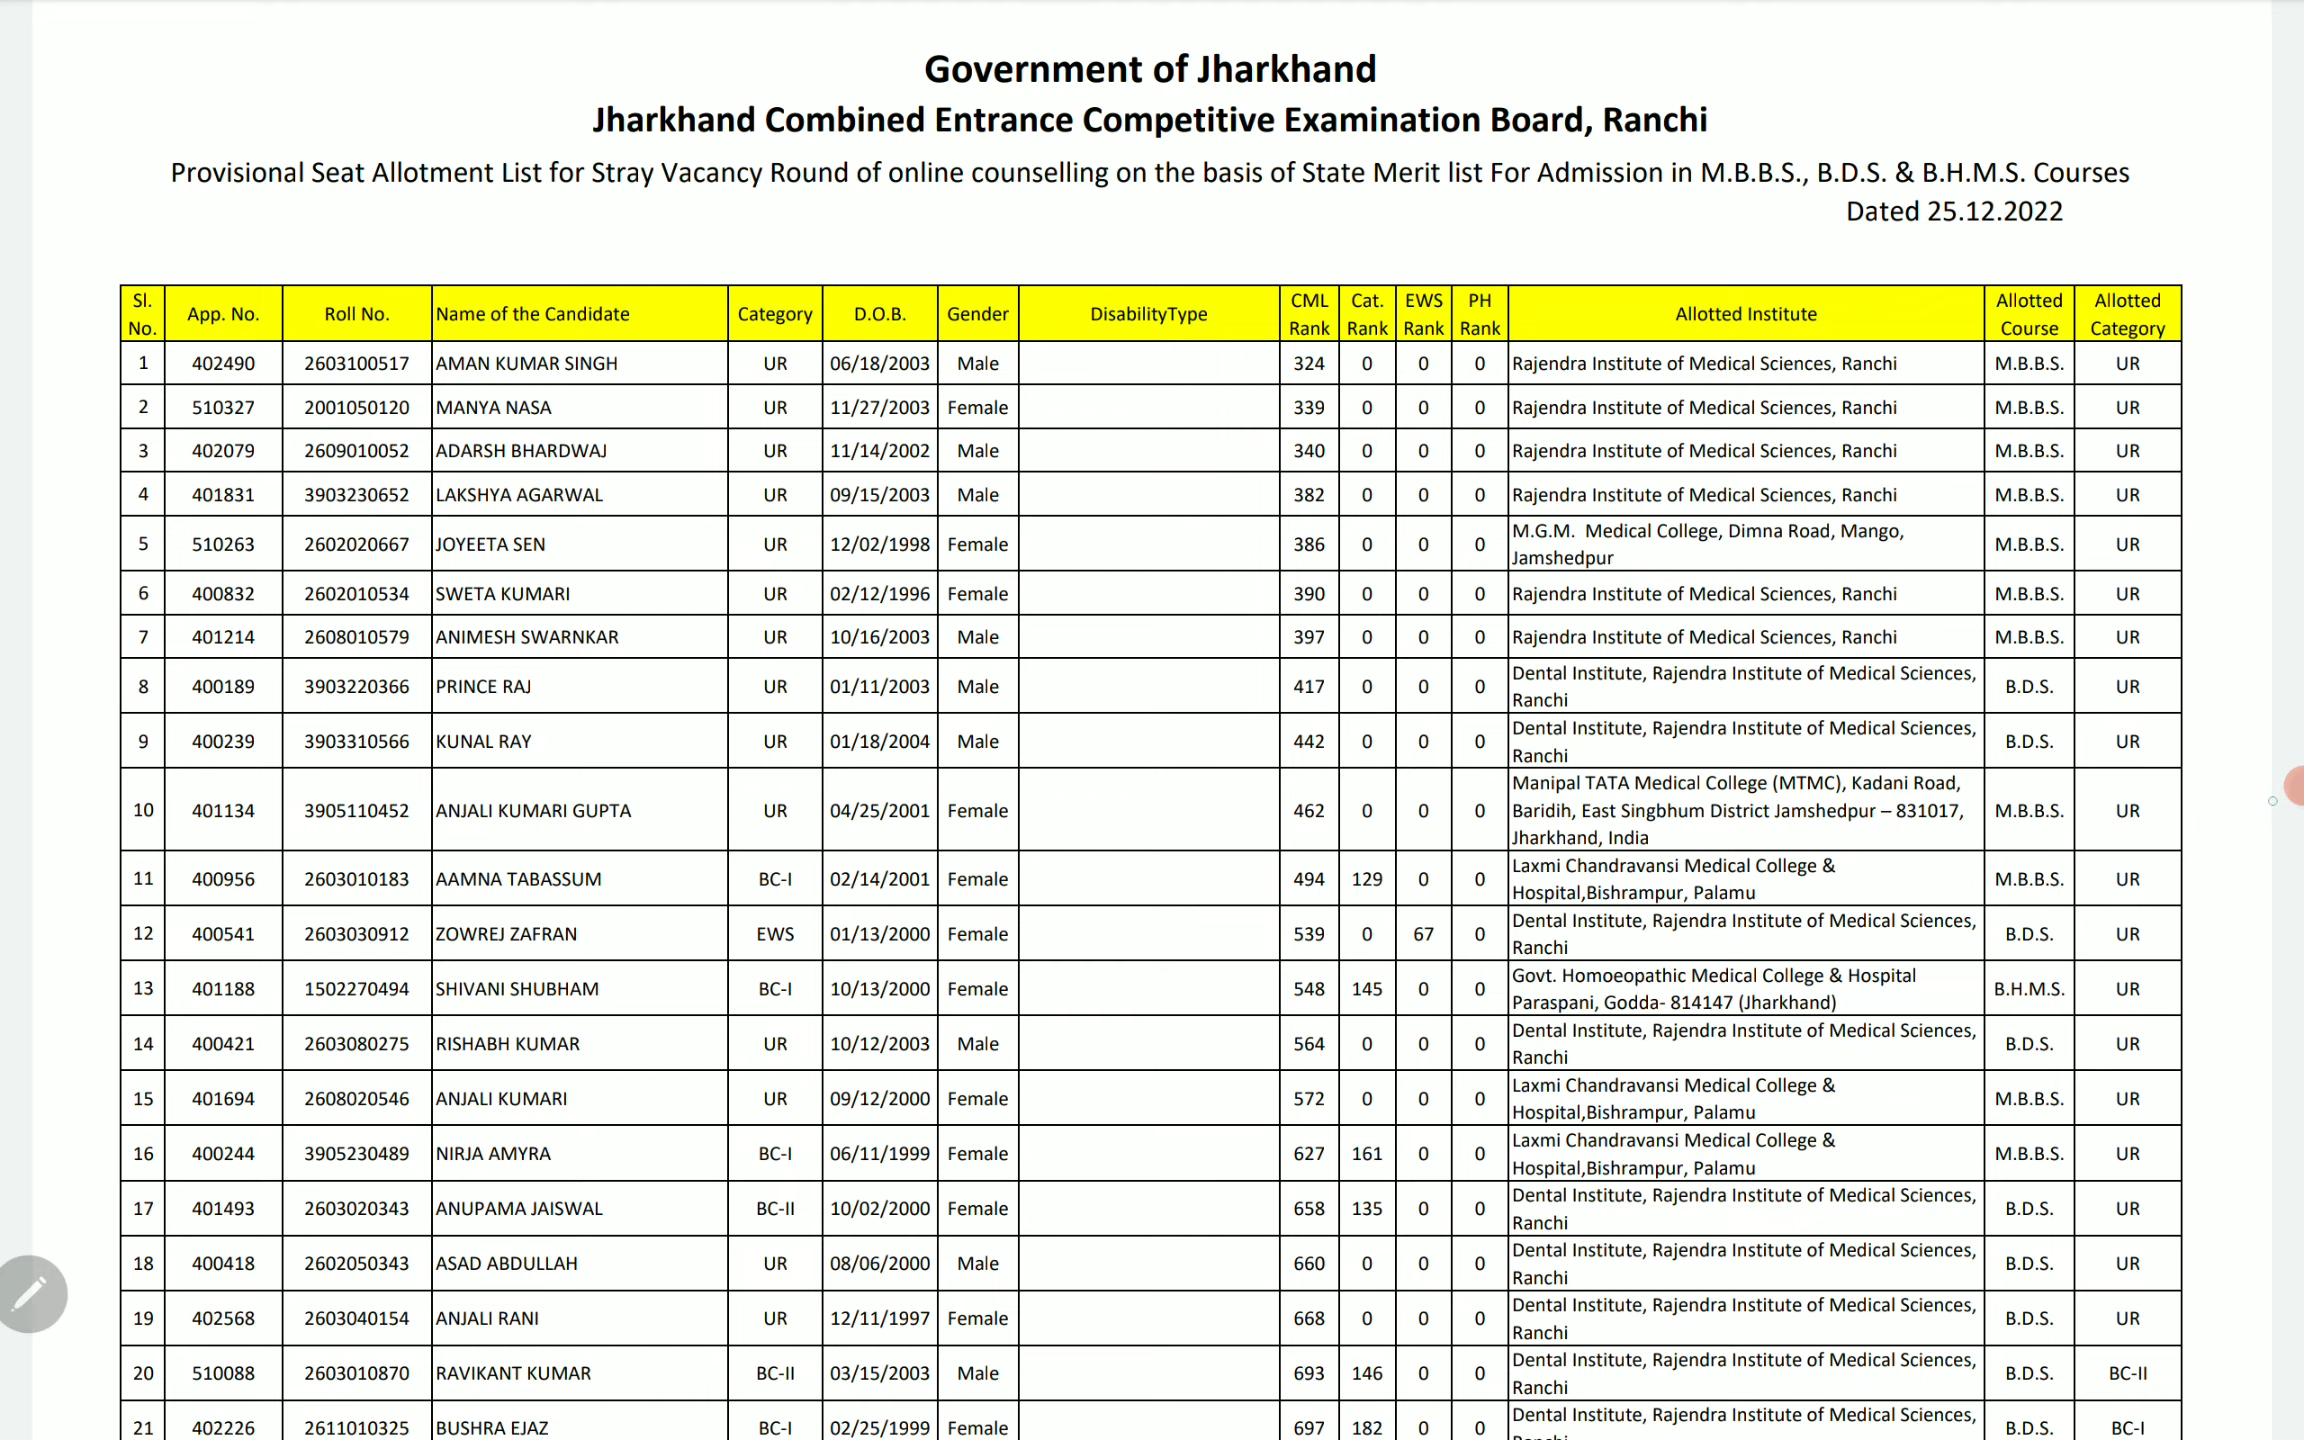 Government of Jharkhand
Jharkhand Combined Entrance Competitive Examination Board, Ranchi
Provisional Seat Allotment List for Stray Vacancy Round of online counselling on the basis of State Merit list For Admission in M.B.B.S., B.D.S. & B.H.M.S. Courses
Dated 25.12.2022
Sl. No. App. No. Roll No. Name of the Candidate Category D.O.B. Gender DisabilityType CML Rank Cat. Rank EWS Rank PH Rank Allotted Institute Allotted Course Allotted Category
1 402490 2603100517 AMAN KUMAR SINGH UR 06/18/2003 Male 324 0 0 0 Rajendra Institute of Medical Sciences, Ranchi M.B.B.S. UR
2 510327 2001050120 MANYA NASA UR 11/27/2003 Female 339 0 0 0 Rajendra Institute of Medical Sciences, Ranchi M.B.B.S. UR
3 402079 2609010052 ADARSH BHARDWAJ UR 11/14/2002 Male 340 0 0 0 Rajendra Institute of Medical Sciences, Ranchi M.B.B.S. UR
4 401831 3903230652 LAKSHYA AGARWAL UR 09/15/2003 Male 382 0 0 0 Rajendra Institute of Medical Sciences, Ranchi M.B.B.S. UR
5 510263 2602020667 JOYEETA SEN UR 12/02/1998 Female 386 0 0 0 M.G.M. Medical College, Dimna Road, Mango, Jamshedpur M.B.B.S. UR
6 400832 2602010534 SWETA KUMARI UR 02/12/1996 Female 390 0 0 0 Rajendra Institute of Medical Sciences, Ranchi M.B.B.S. UR
7 401214 2608010579 ANIMESH SWARNKAR UR 10/16/2003 Male 397 0 0 0 Rajendra Institute of Medical Sciences, Ranchi M.B.B.S. UR
8 400189 3903220366 PRINCE RAJ UR 01/11/2003 Male 417 0 0 0 Dental Institute, Rajendra Institute of Medical Sciences, Ranchi B.D.S. UR
9 400239 3903310566 KUNAL RAY UR 01/18/2004 Male 442 0 0 0 Dental Institute, Rajendra Institute of Medical Sciences, Ranchi B.D.S. UR
10 401134 3905110452 ANJALI KUMARI GUPTA UR 04/25/2001 Female 462 0 0 0 Manipal TATA Medical College (MTMC), Kadani Road, Baridih, East Singbhum District Jamshedpur – 831017, Jharkhand, India M.B.B.S. UR
11 400956 2603010183 AAMNA TABASSUM BC-I 02/14/2001 Female 494 129 0 0 Laxmi Chandravansi Medical College & Hospital,Bishrampur, Palamu M.B.B.S. UR
12 400541 2603030912 ZOWREJ ZAFRAN EWS 01/13/2000 Female 539 0 67 0 Dental Institute, Rajendra Institute of Medical Sciences, Ranchi B.D.S. UR
13 401188 1502270494 SHIVANI SHUBHAM BC-I 10/13/2000 Female 548 145 0 0 Govt. Homoeopathic Medical College & Hospital Paraspani, Godda- 814147 (Jharkhand) B.H.M.S. UR
14 400421 2603080275 RISHABH KUMAR UR 10/12/2003 Male 564 0 0 0 Dental Institute, Rajendra Institute of Medical Sciences, Ranchi B.D.S. UR
15 401694 2608020546 ANJALI KUMARI UR 09/12/2000 Female 572 0 0 0 Laxmi Chandravansi Medical College & Hospital,Bishrampur, Palamu M.B.B.S. UR
16 400244 3905230489 NIRJA AMYRA BC-I 06/11/1999 Female 627 161 0 0 Laxmi Chandravansi Medical College & Hospital,Bishrampur, Palamu M.B.B.S. UR
17 401493 2603020343 ANUPAMA JAISWAL BC-II 10/02/2000 Female 658 135 0 0 Dental Institute, Rajendra Institute of Medical Sciences, Ranchi B.D.S. UR
18 400418 2602050343 ASAD ABDULLAH UR 08/06/2000 Male 660 0 0 0 Dental Institute, Rajendra Institute of Medical Sciences, Ranchi B.D.S. UR
19 402568 2603040154 ANJALI RANI UR 12/11/1997 Female 668 0 0 0 Dental Institute, Rajendra Institute of Medical Sciences, Ranchi B.D.S. UR
20 510088 2603010870 RAVIKANT KUMAR BC-II 03/15/2003 Male 693 146 0 0 Dental Institute, Rajendra Institute of Medical Sciences, Ranchi B.D.S. BC-II
21 402226 2611010325 BUSHRA EJAZ BC-I 02/25/1999 Female 697 182 0 0 Dental Institute, Rajendra Institute of Medical Sciences, B.D.S. BC-I